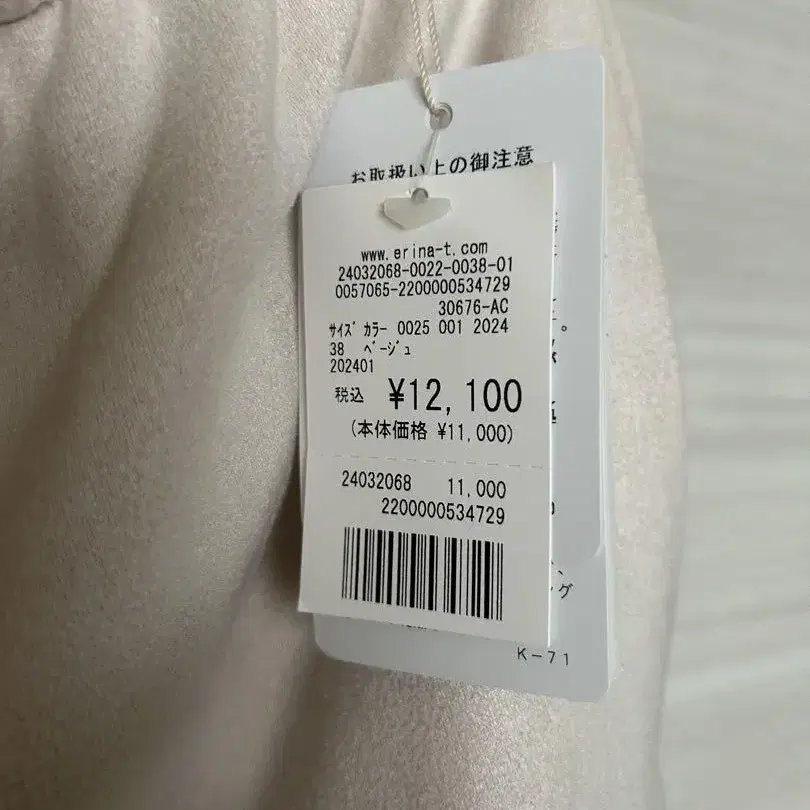 お取扱い上の御注意
www.erina-t.com
24032068-0022-0038-01
0057065-2200000534729
30676-AC
ｻｲｽﾞ ｶﾗｰ 0025 001 2024
38 ﾍﾞｰｼﾞｭ
202401
税込 ¥12,100
(本体価格 ¥11,000)
24032068 11,000
2200000534729
K-71